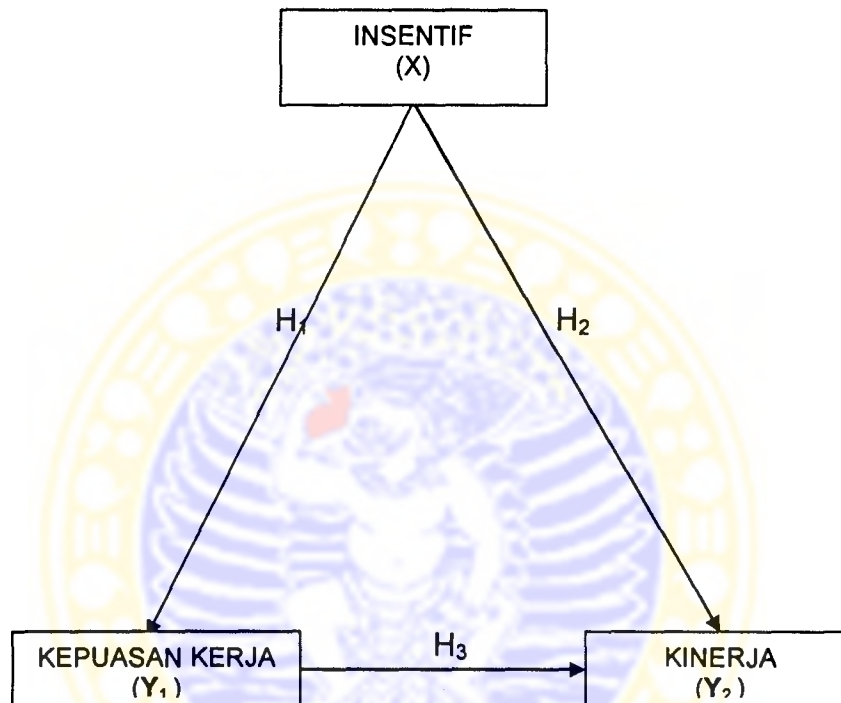 INSENTIF
(X)
H₁
H₂
KEPUASAN KERJA
(Y₁)
H₃
KINERJA
(Y₂)